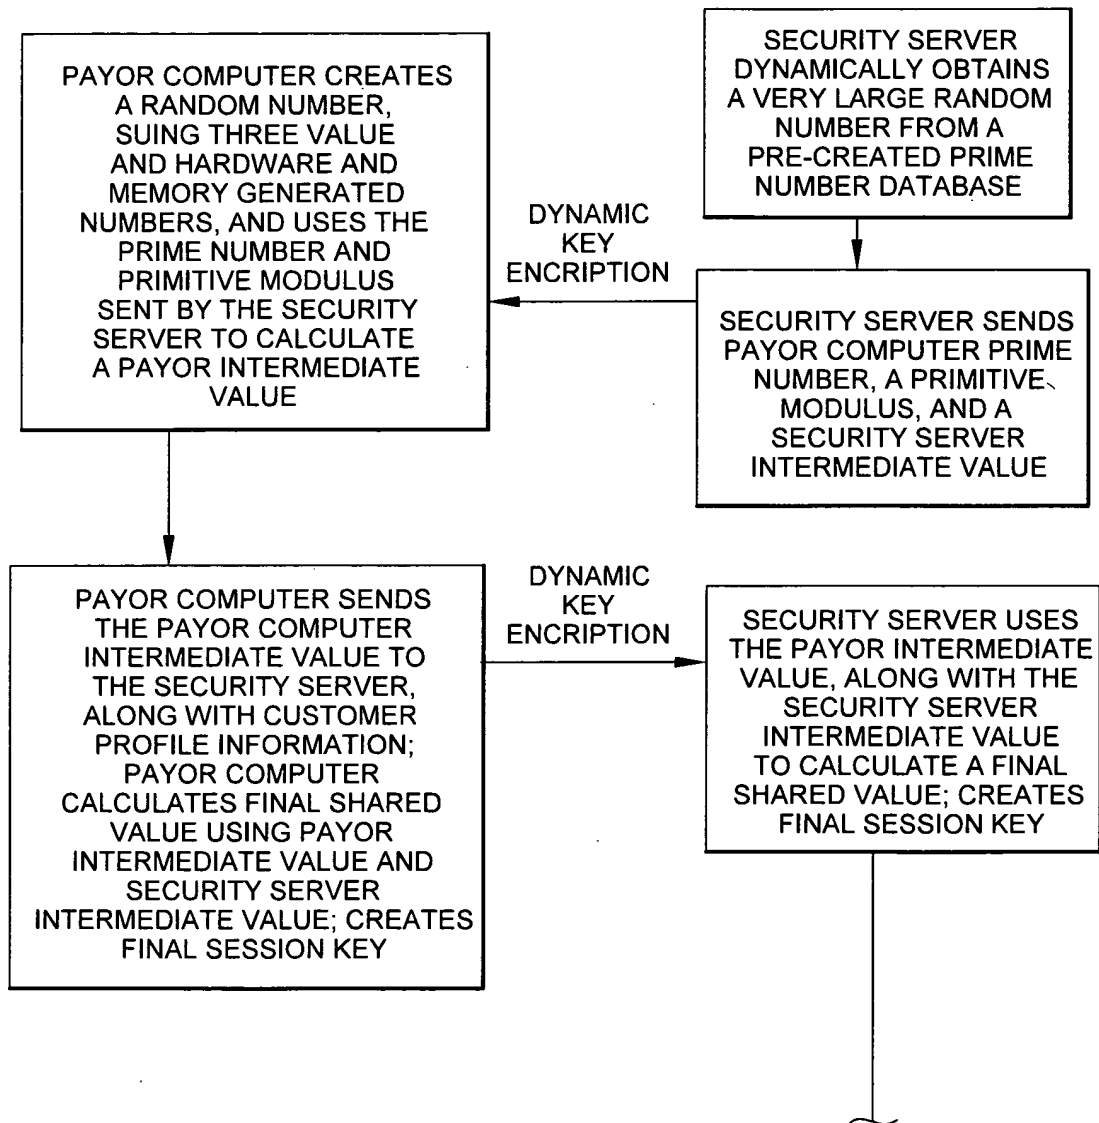 SECURITY SERVER
DYNAMICALLY OBTAINS
A VERY LARGE RANDOM
NUMBER FROM A
PRE-CREATED PRIME
NUMBER DATABASE
SECURITY SERVER SENDS
PAYOR COMPUTER PRIME
NUMBER, A PRIMITIVE
MODULUS, AND A
SECURITY SERVER
INTERMEDIATE VALUE
DYNAMIC
KEY
ENCRIPTION
PAYOR COMPUTER CREATES
A RANDOM NUMBER,
SUING THREE VALUE
AND HARDWARE AND
MEMORY GENERATED
NUMBERS, AND USES THE
PRIME NUMBER AND
PRIMITIVE MODULUS
SENT BY THE SECURITY
SERVER TO CALCULATE
A PAYOR INTERMEDIATE
VALUE
PAYOR COMPUTER SENDS
THE PAYOR COMPUTER
INTERMEDIATE VALUE TO
THE SECURITY SERVER,
ALONG WITH CUSTOMER
PROFILE INFORMATION;
PAYOR COMPUTER
CALCULATES FINAL SHARED
VALUE USING PAYOR
INTERMEDIATE VALUE AND
SECURITY SERVER
INTERMEDIATE VALUE; CREATES
FINAL SESSION KEY
DYNAMIC
KEY
ENCRIPTION
SECURITY SERVER USES
THE PAYOR INTERMEDIATE
VALUE, ALONG WITH THE
SECURITY SERVER
INTERMEDIATE VALUE
TO CALCULATE A FINAL
SHARED VALUE; CREATES
FINAL SESSION KEY